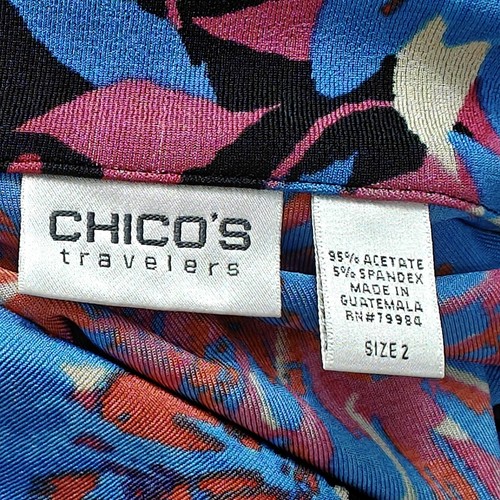 CHICO'S
travelers
95% ACETATE
5% SPANDEX
MADE IN
GUATEMALA
RN#79984
SIZE 2